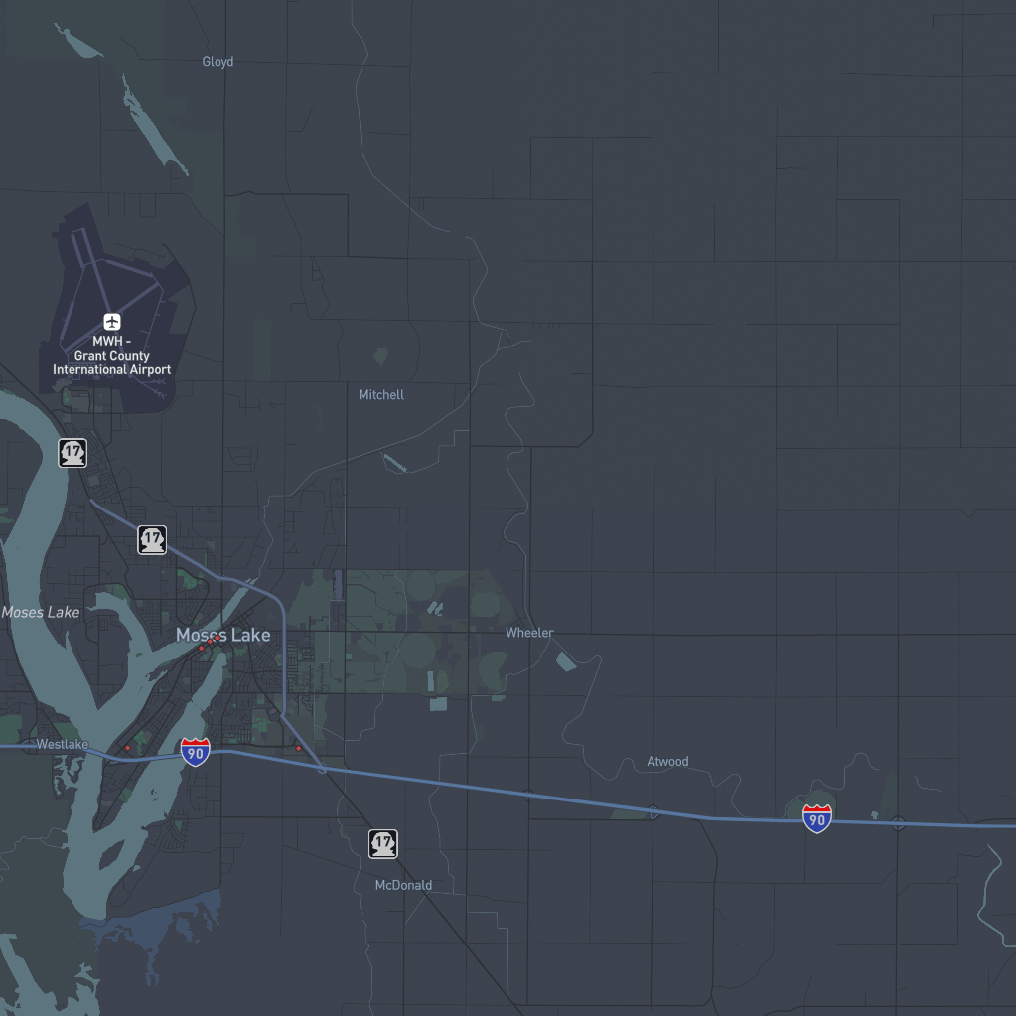 Gloyd
MWH -
Grant County
International Airport
Mitchell
17
17
Moses Lake
Moses Lake
Wheeler
Westlake
90
Atwood
90
17
McDonald